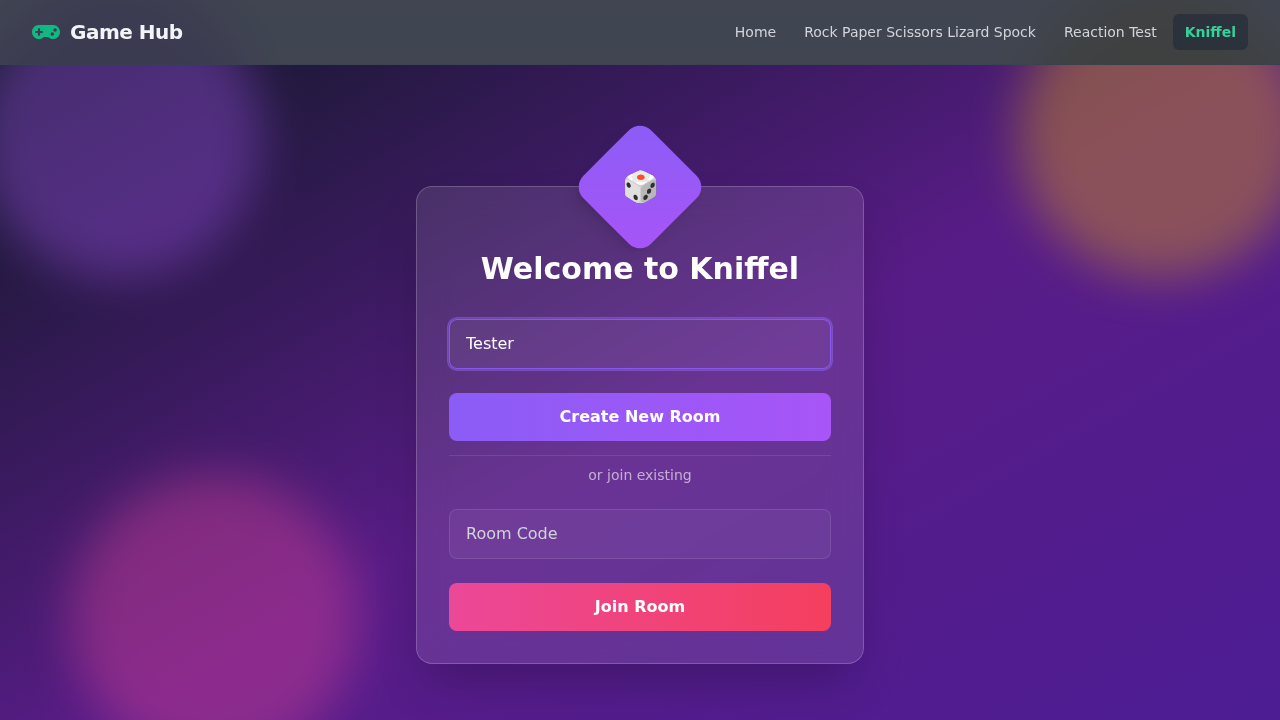 Game Hub
Home
Rock Paper Scissors Lizard Spock
Reaction Test
Kniffel
Welcome to Kniffel
Tester
Create New Room
or join existing
Room Code
Join Room